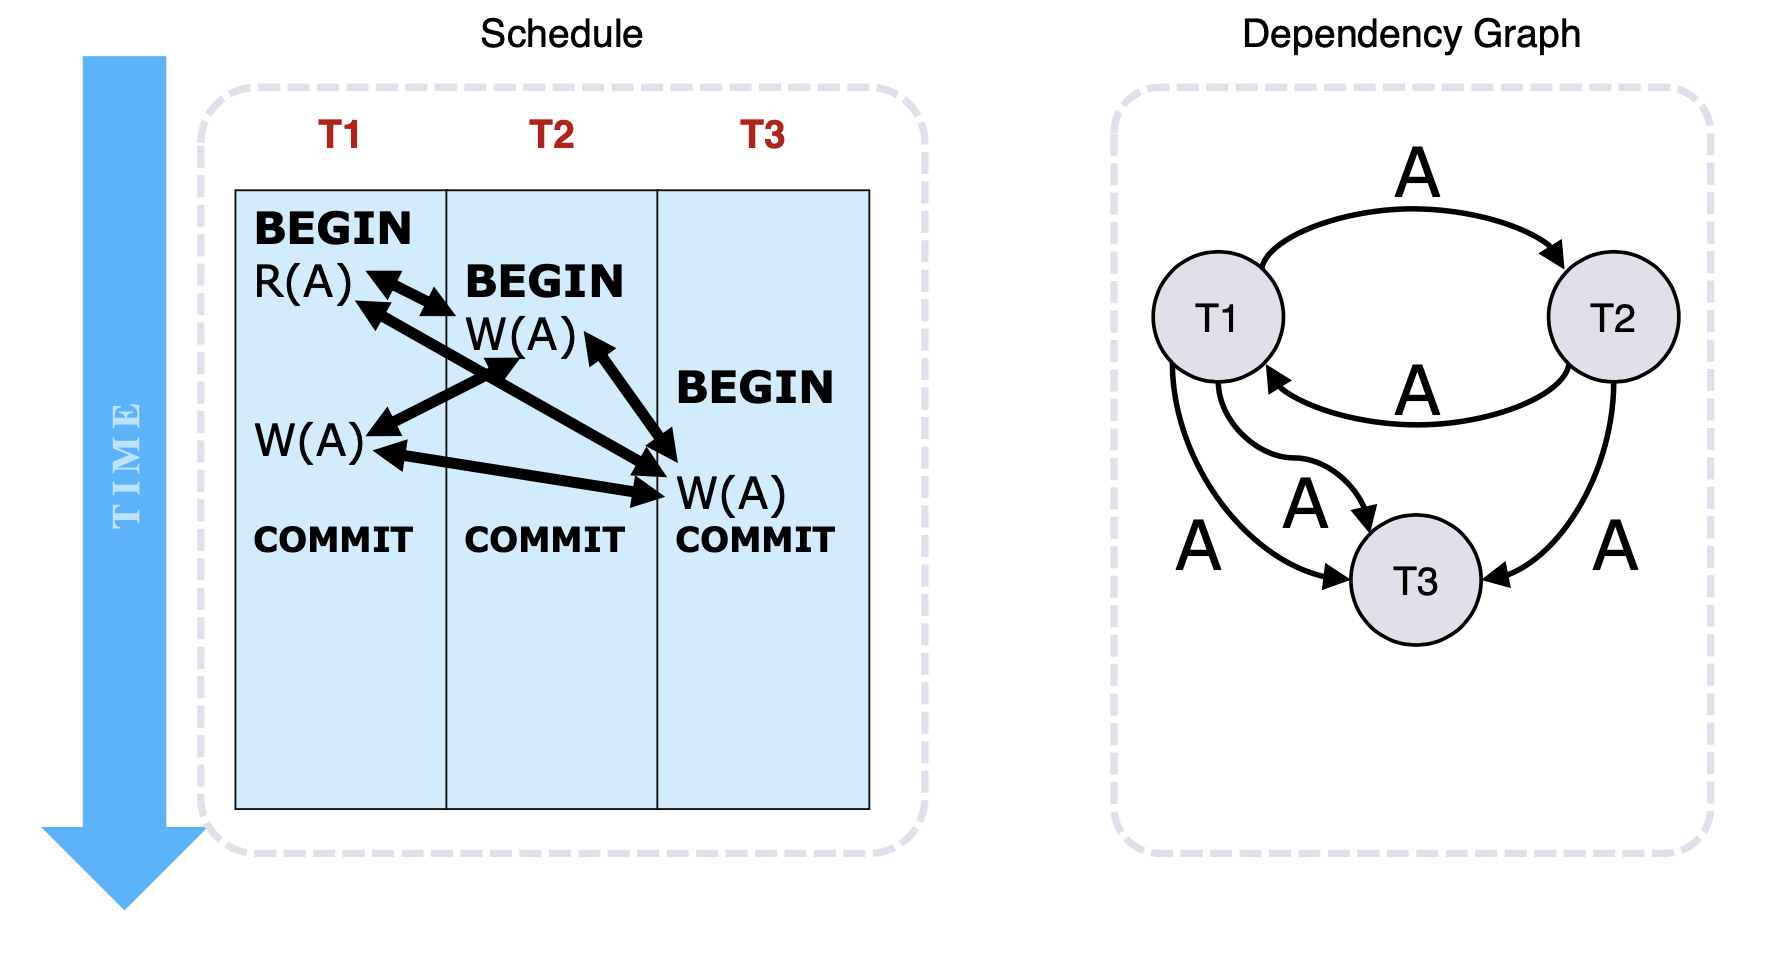 Schedule
Dependency Graph
TIME
T1 T2 T3
BEGIN
R(A) BEGIN
W(A)
BEGIN
W(A)
W(A)
COMMIT COMMIT COMMIT
A
T1 T2
A
A
A A
T3